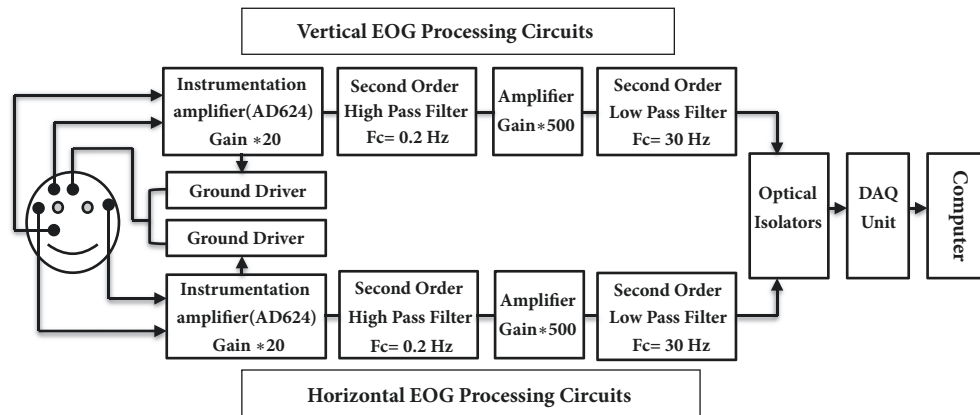 Vertical EOG Processing Circuits
Instrumentation
amplifier(AD624)
Gain *20
Second Order
High Pass Filter
Fc= 0.2 Hz
Amplifier
Gain*500
Second Order
Low Pass Filter
Fc= 30 Hz
Ground Driver
Ground Driver
Optical
Isolators
DAQ
Unit
Computer
Instrumentation
amplifier(AD624)
Gain *20
Second Order
High Pass Filter
Fc= 0.2 Hz
Amplifier
Gain*500
Second Order
Low Pass Filter
Fc= 30 Hz
Horizontal EOG Processing Circuits